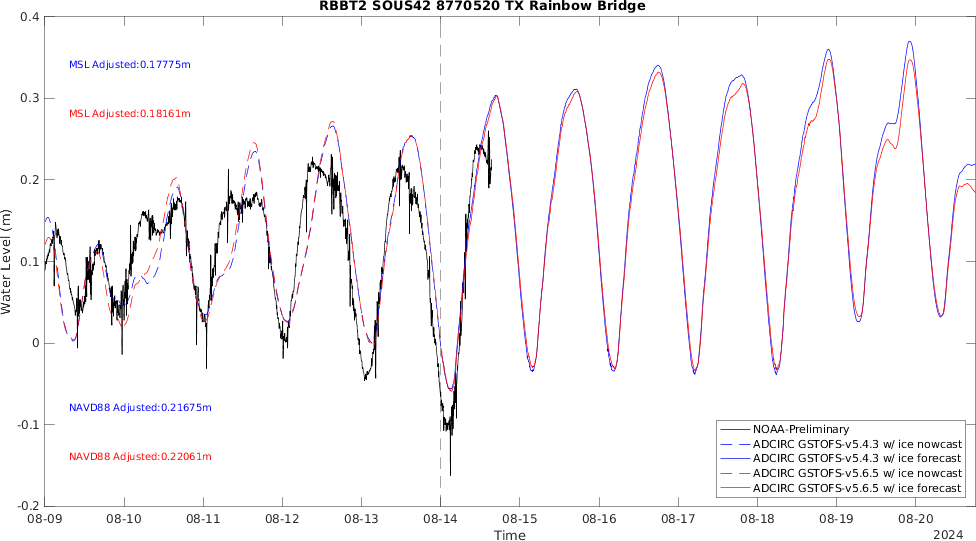 RBBT2 SOUS42 8770520 TX Rainbow Bridge
0.4
0.3
0.2
0.1
0
-0.1
-0.2
Water Level (m)
MSL Adjusted:0.17775m
MSL Adjusted:0.18161m
NAVD88 Adjusted:0.21675m
NAVD88 Adjusted:0.22061m
NOAA-Preliminary
ADCIRC GSTOFS-v5.4.3 w/ ice nowcast
ADCIRC GSTOFS-v5.4.3 w/ ice forecast
ADCIRC GSTOFS-v5.6.5 w/ ice nowcast
ADCIRC GSTOFS-v5.6.5 w/ ice forecast
08-09 08-10 08-11 08-12 08-13 08-14 08-15 08-16 08-17 08-18 08-19 08-20
Time
2024